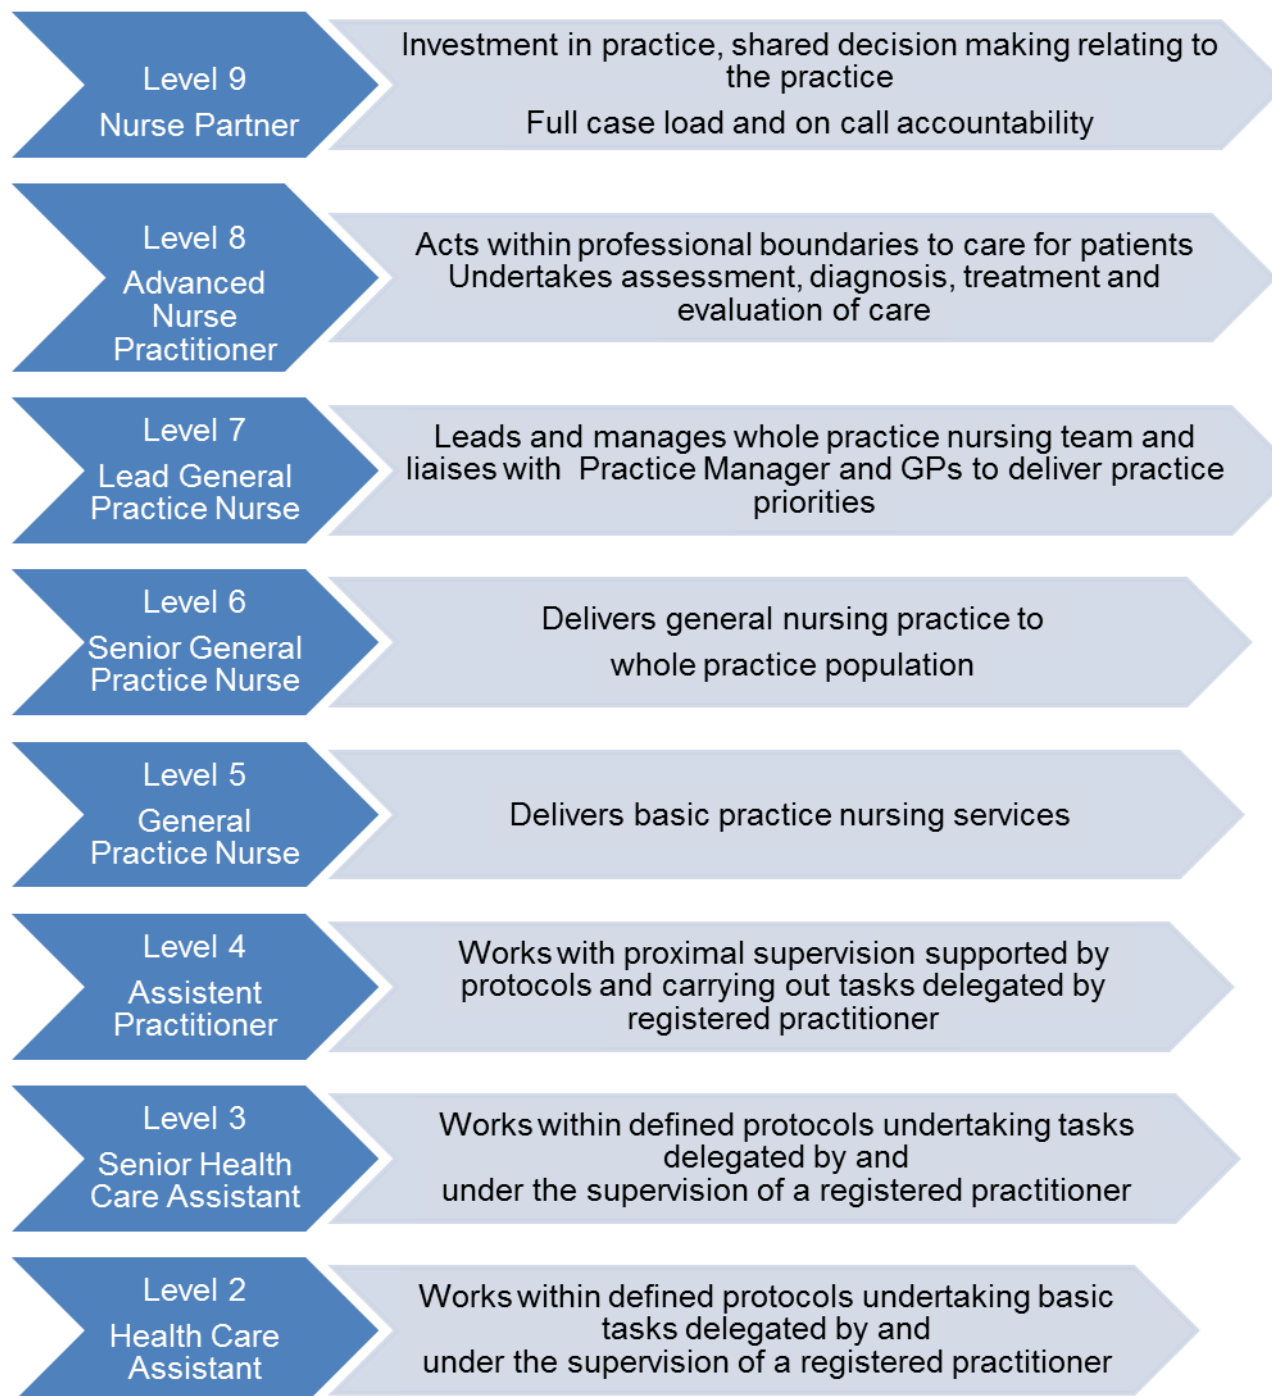 Level 9
Nurse Partner
Investment in practice, shared decision making relating to
the practice
Full case load and on call accountability
Level 8
Advanced
Nurse
Practitioner
Acts within professional boundaries to care for patients
Undertakes assessment, diagnosis, treatment and
evaluation of care
Level 7
Lead General
Practice Nurse
Leads and manages whole practice nursing team and
liaises with Practice Manager and GPs to deliver practice
priorities
Level 6
Senior General
Practice Nurse
Delivers general nursing practice to
whole practice population
Level 5
General
Practice Nurse
Delivers basic practice nursing services
Level 4
Assistent
Practitioner
Works with proximal supervision supported by
protocols and carrying out tasks delegated by
registered practitioner
Level 3
Senior Health
Care Assistant
Works within defined protocols undertaking tasks
delegated by and
under the supervision of a registered practitioner
Level 2
Health Care
Assistant
Works within defined protocols undertaking basic
tasks delegated by and
under the supervision of a registered practitioner